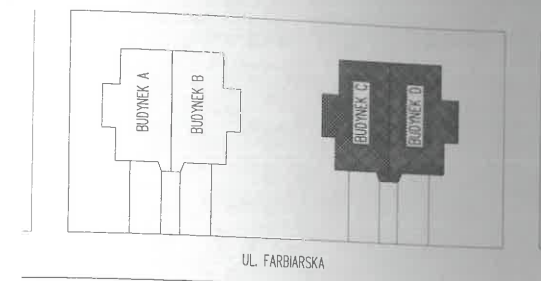 BUDYNEK A
BUDYNEK B
BUDYNEK C
BUDYNEK D
UL. FARBIARSKA